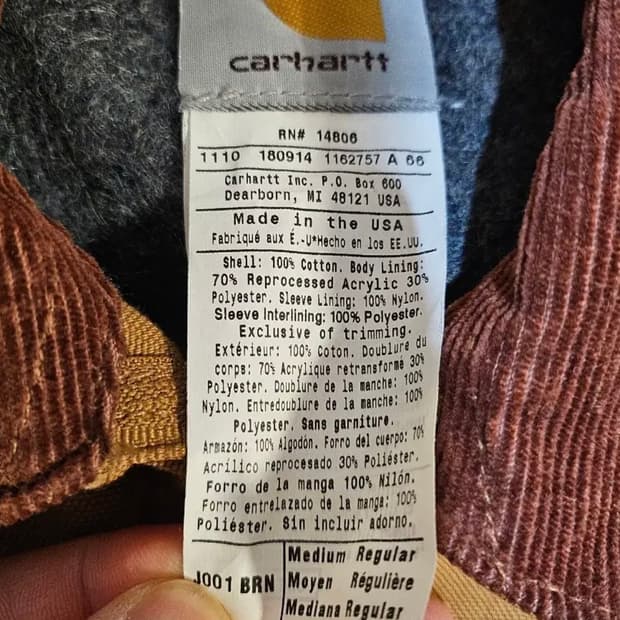 carhartt
RN# 14806
1110 180914 1162757 A 66
Carhartt Inc. P.O. Box 600
Dearborn, MI 48121 USA
Made in the USA
Fabriqué aux É.-U•Hecho en los EE.UU.
Shell: 100% Cotton. Body Lining:
70% Reprocessed Acrylic 30%
Polyester. Sleeve Lining: 100% Nylon.
Sleeve Interlining: 100% Polyester.
Exclusive of trimming.
Extérieur: 100% Coton. Doublure du
corps: 70% Acrylique retransformé 30%
Polyester. Doublure de la manche: 100%
Nylon. Entredoublure de la manche: 100%
Polyester. Sans garniture.
Armazón: 100% Algodón. Forro del cuerpo: 70%
Acrílico reprocesado 30% Poliéster.
Forro de la manga 100% Nilón.
Forro entrelazado de la manga: 100%
Poliéster. Sin incluir adorno.
J001 BRN
Medium Regular
Moyen Régulière
Mediana Regular